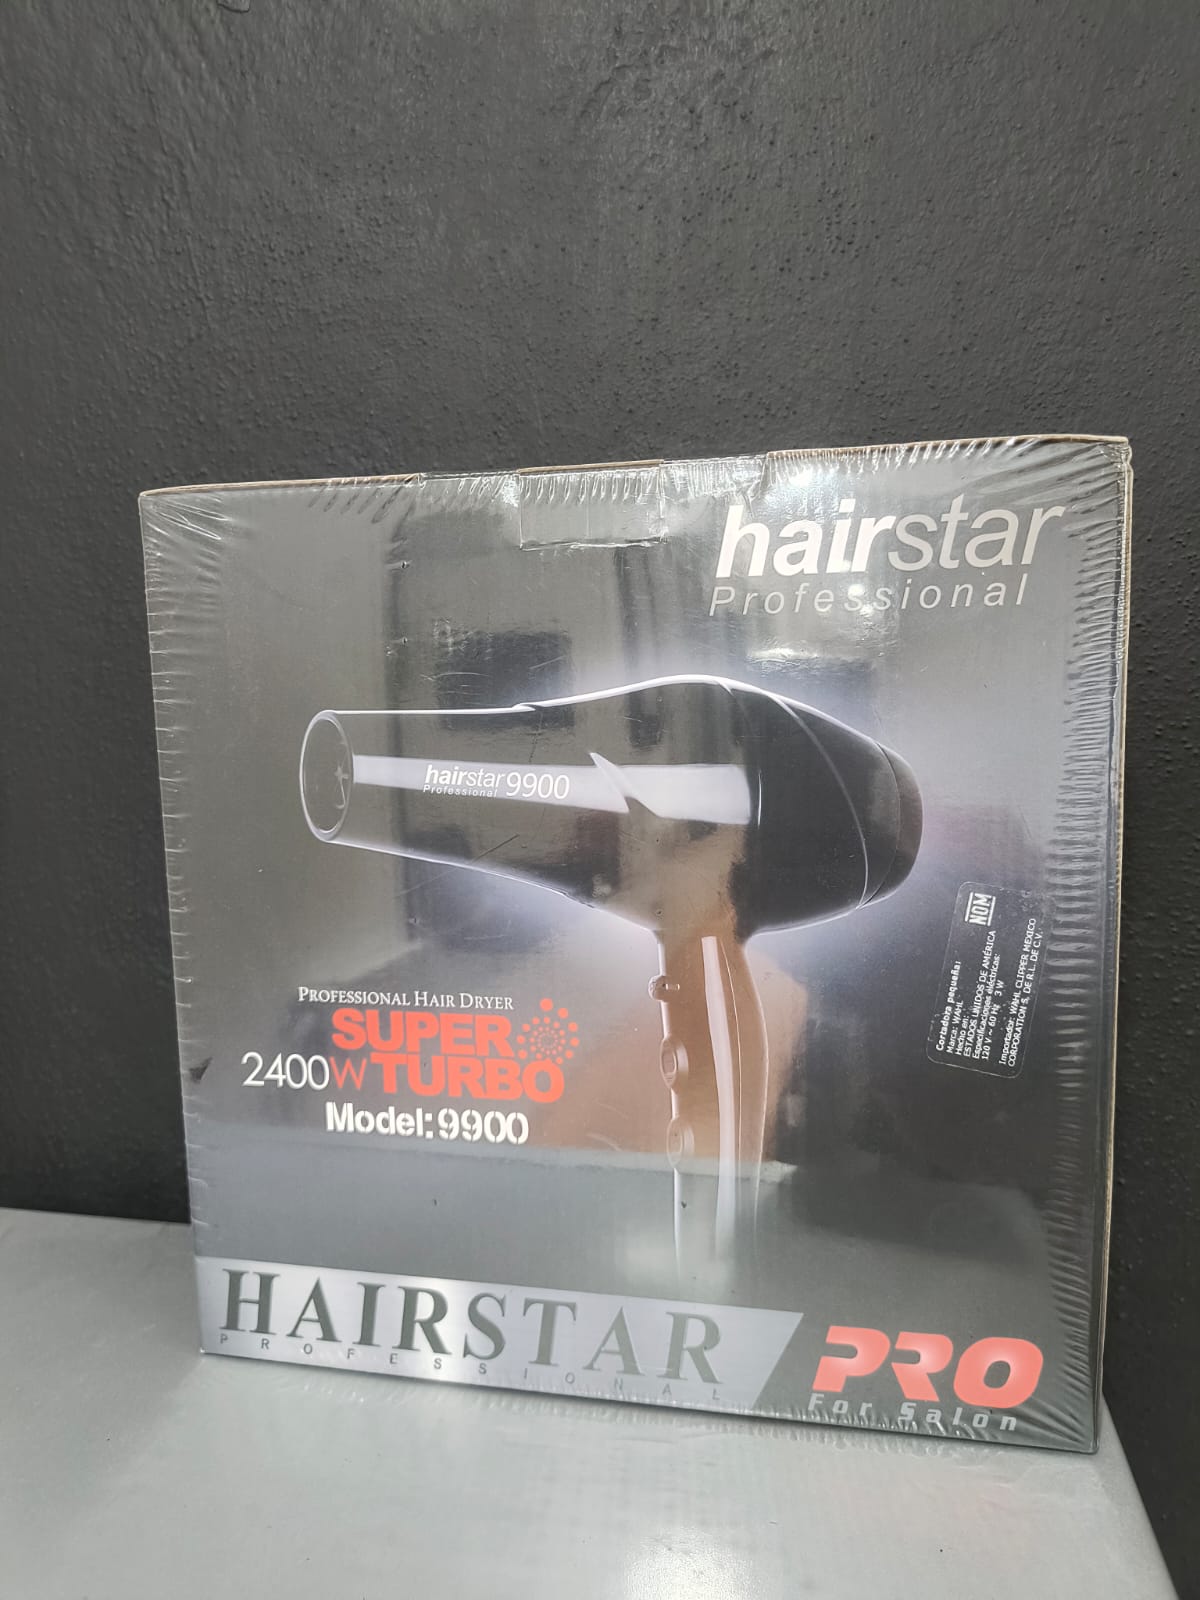 hairstar
Professional
hairstar 9900
Professional
PROFESSIONAL HAIR DRYER
SUPER
2400W TURBO
Model: 9900
NOM
Cortadora pequeña:
Marca: WAHL
Hecho en:
ESTADOS UNIDOS DE AMÉRICA
Especificaciones eléctricas:
120 V ~ 60 Hz 3 W
Importador: WAHL CLIPPER MEXICO
CORPORATION S, DE R.L. DE C.V.
HAIRSTAR
PROFESSIONAL
PRO
For Salon